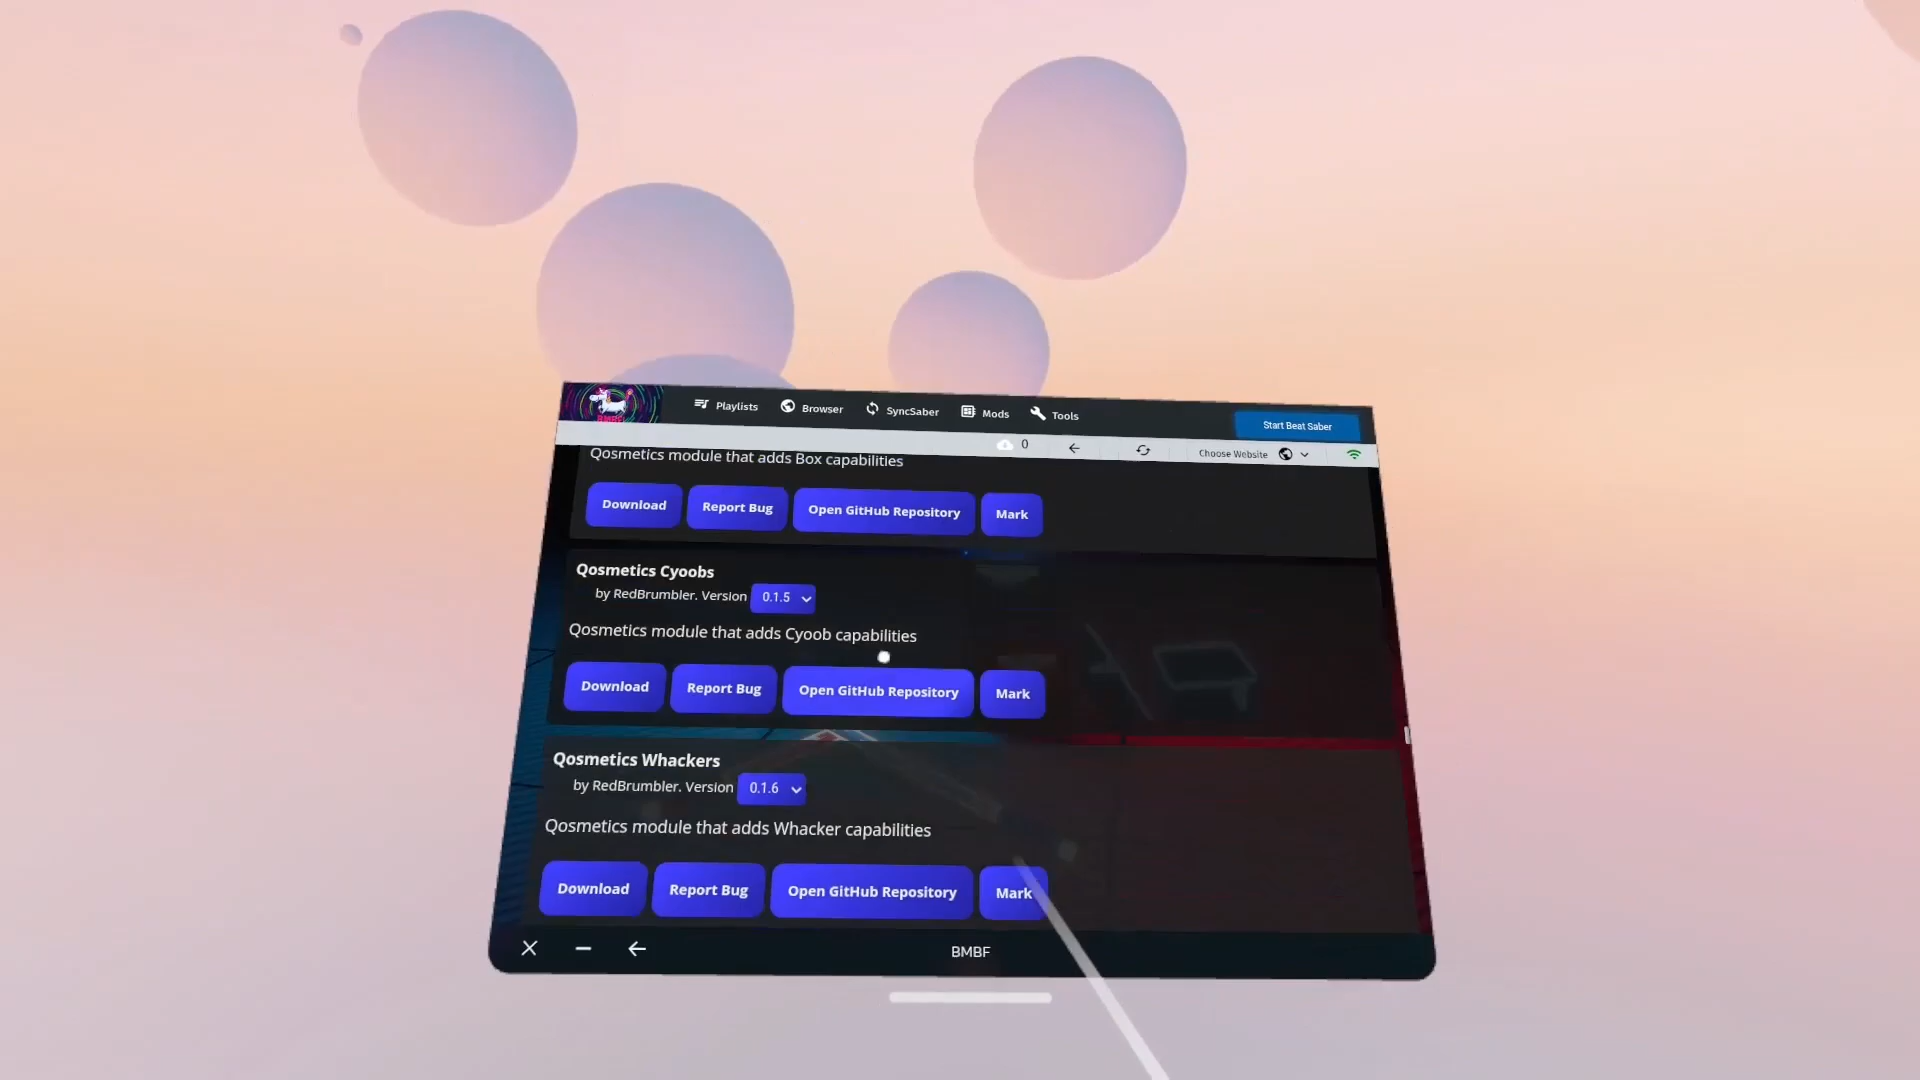 BMBF
Playlists
Browser
SyncSaber
Mods
Tools
Start Beat Saber
0
Choose Website
Qosmetics module that adds Box capabilities
Download
Report Bug
Open GitHub Repository
Mark
Qosmetics Cyoobs
by RedBrumbler. Version 0.1.5
Qosmetics module that adds Cyoob capabilities
Download
Report Bug
Open GitHub Repository
Mark
Qosmetics Whackers
by RedBrumbler. Version 0.1.6
Qosmetics module that adds Whacker capabilities
Download
Report Bug
Open GitHub Repository
Mark
BMBF